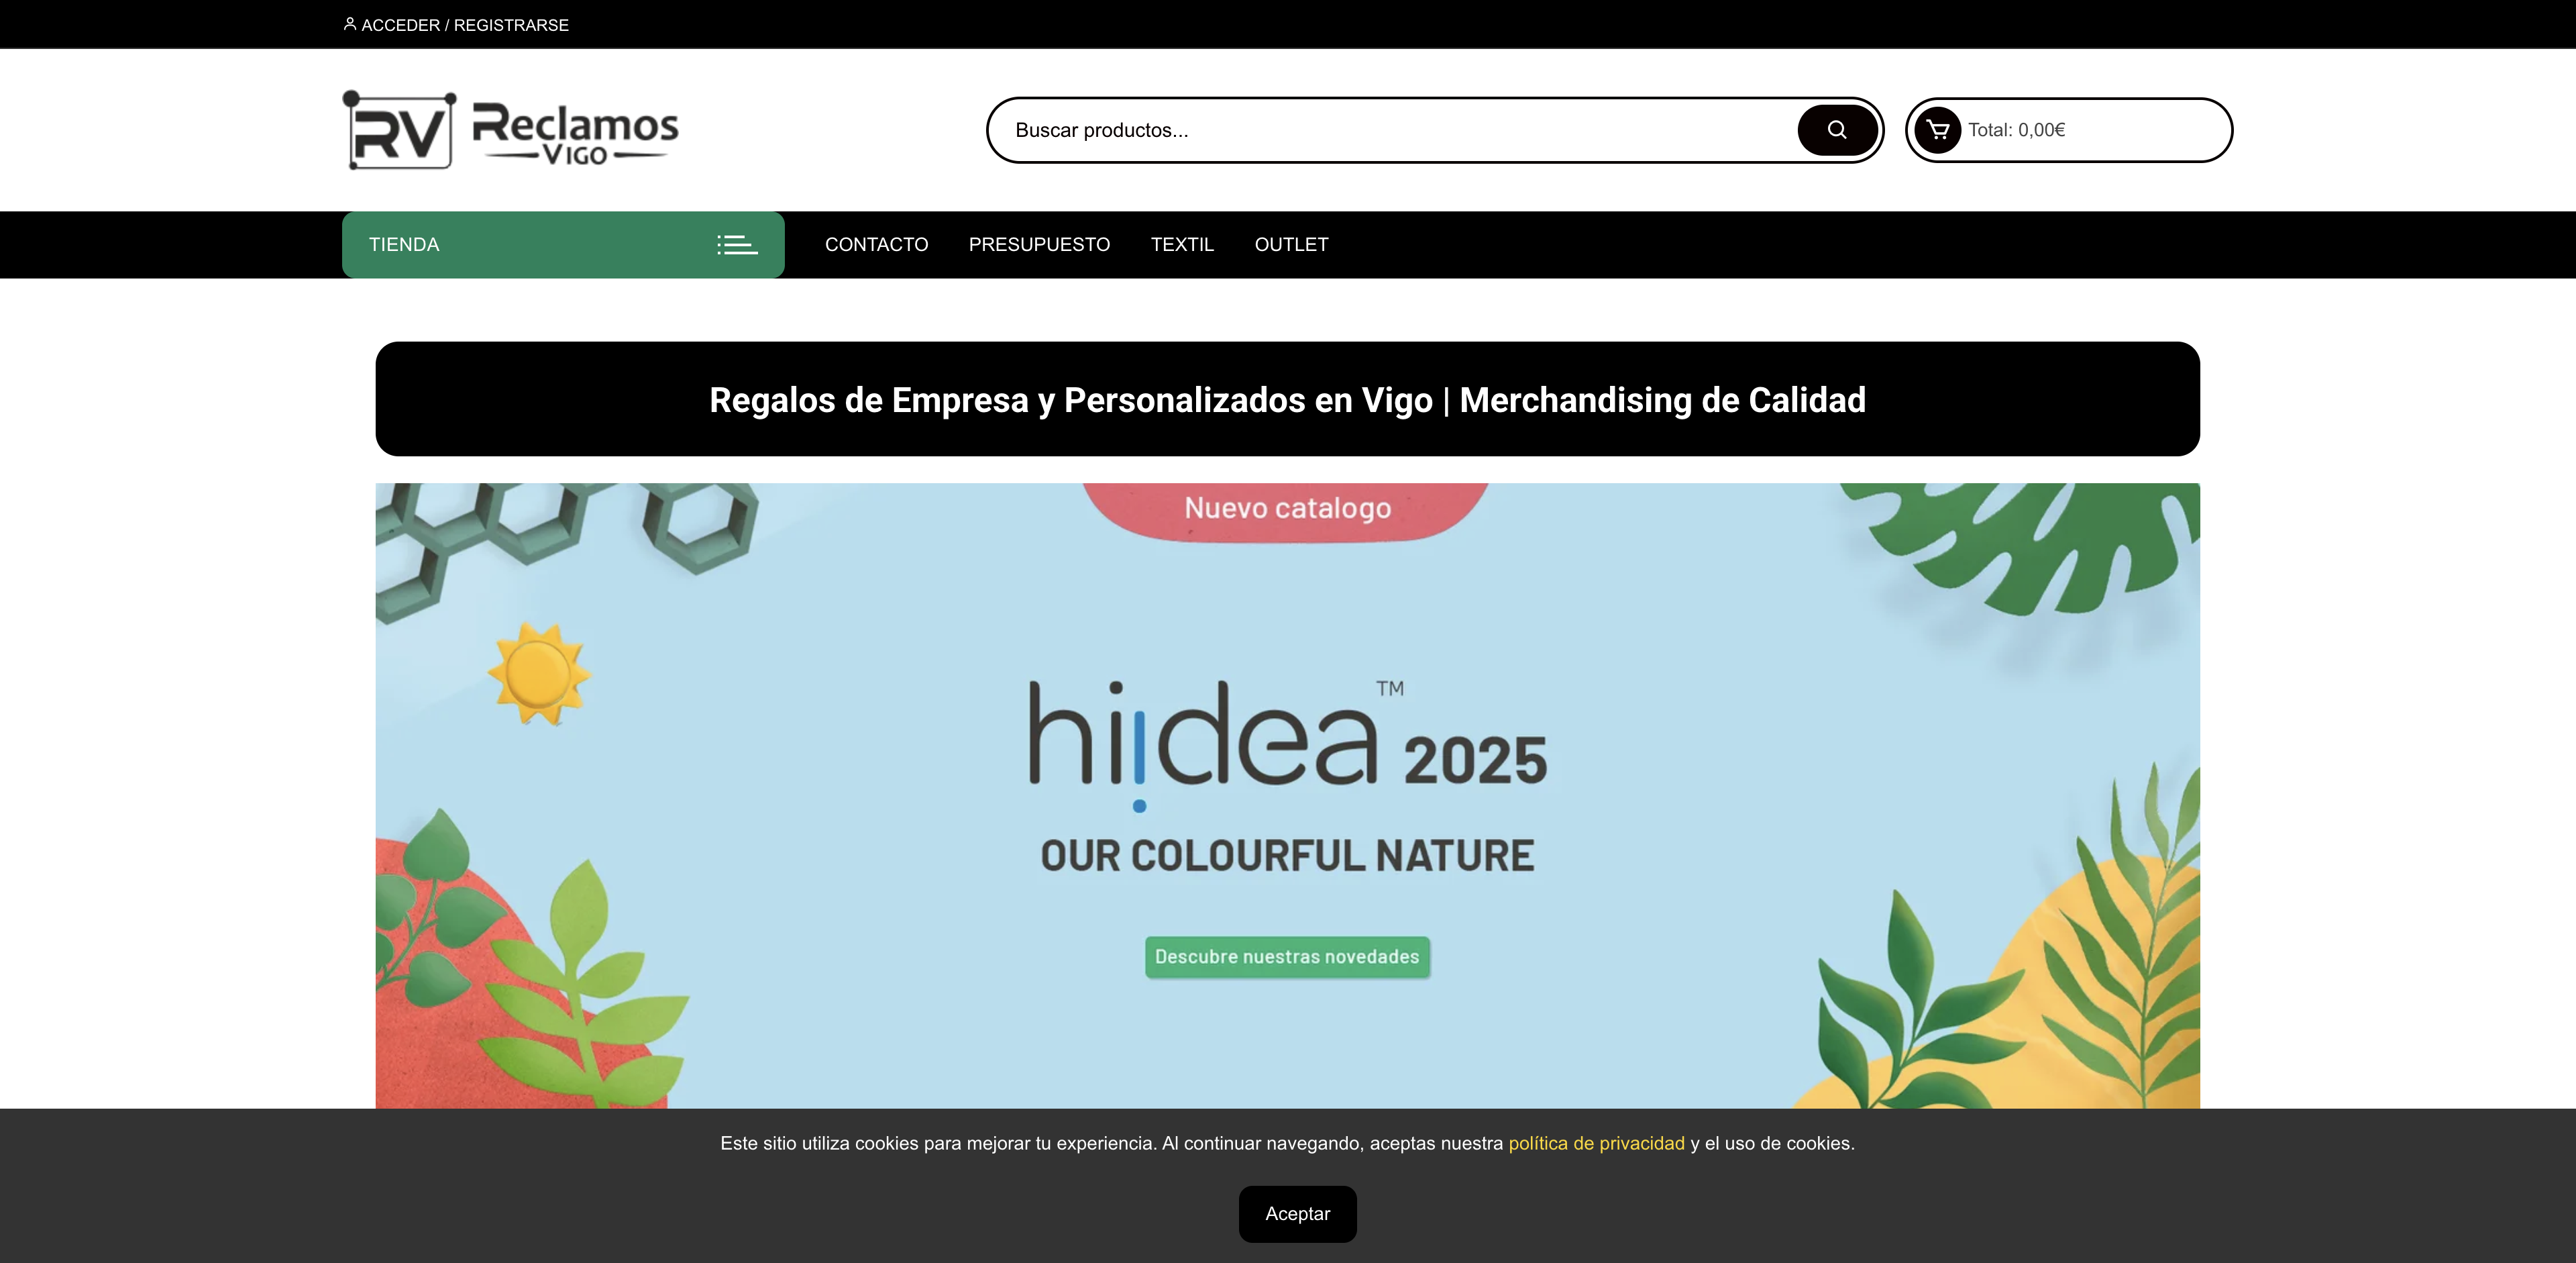 ACCEDER / REGISTRARSE
RV Reclamos
VIGO
Buscar productos...
Total: 0,00€
TIENDA
CONTACTO PRESUPUESTO TEXTIL OUTLET
Regalos de Empresa y Personalizados en Vigo | Merchandising de Calidad
Nuevo catalogo
hi¡dea™ 2025
OUR COLOURFUL NATURE
Descubre nuestras novedades
Este sitio utiliza cookies para mejorar tu experiencia. Al continuar navegando, aceptas nuestra política de privacidad y el uso de cookies.
Aceptar